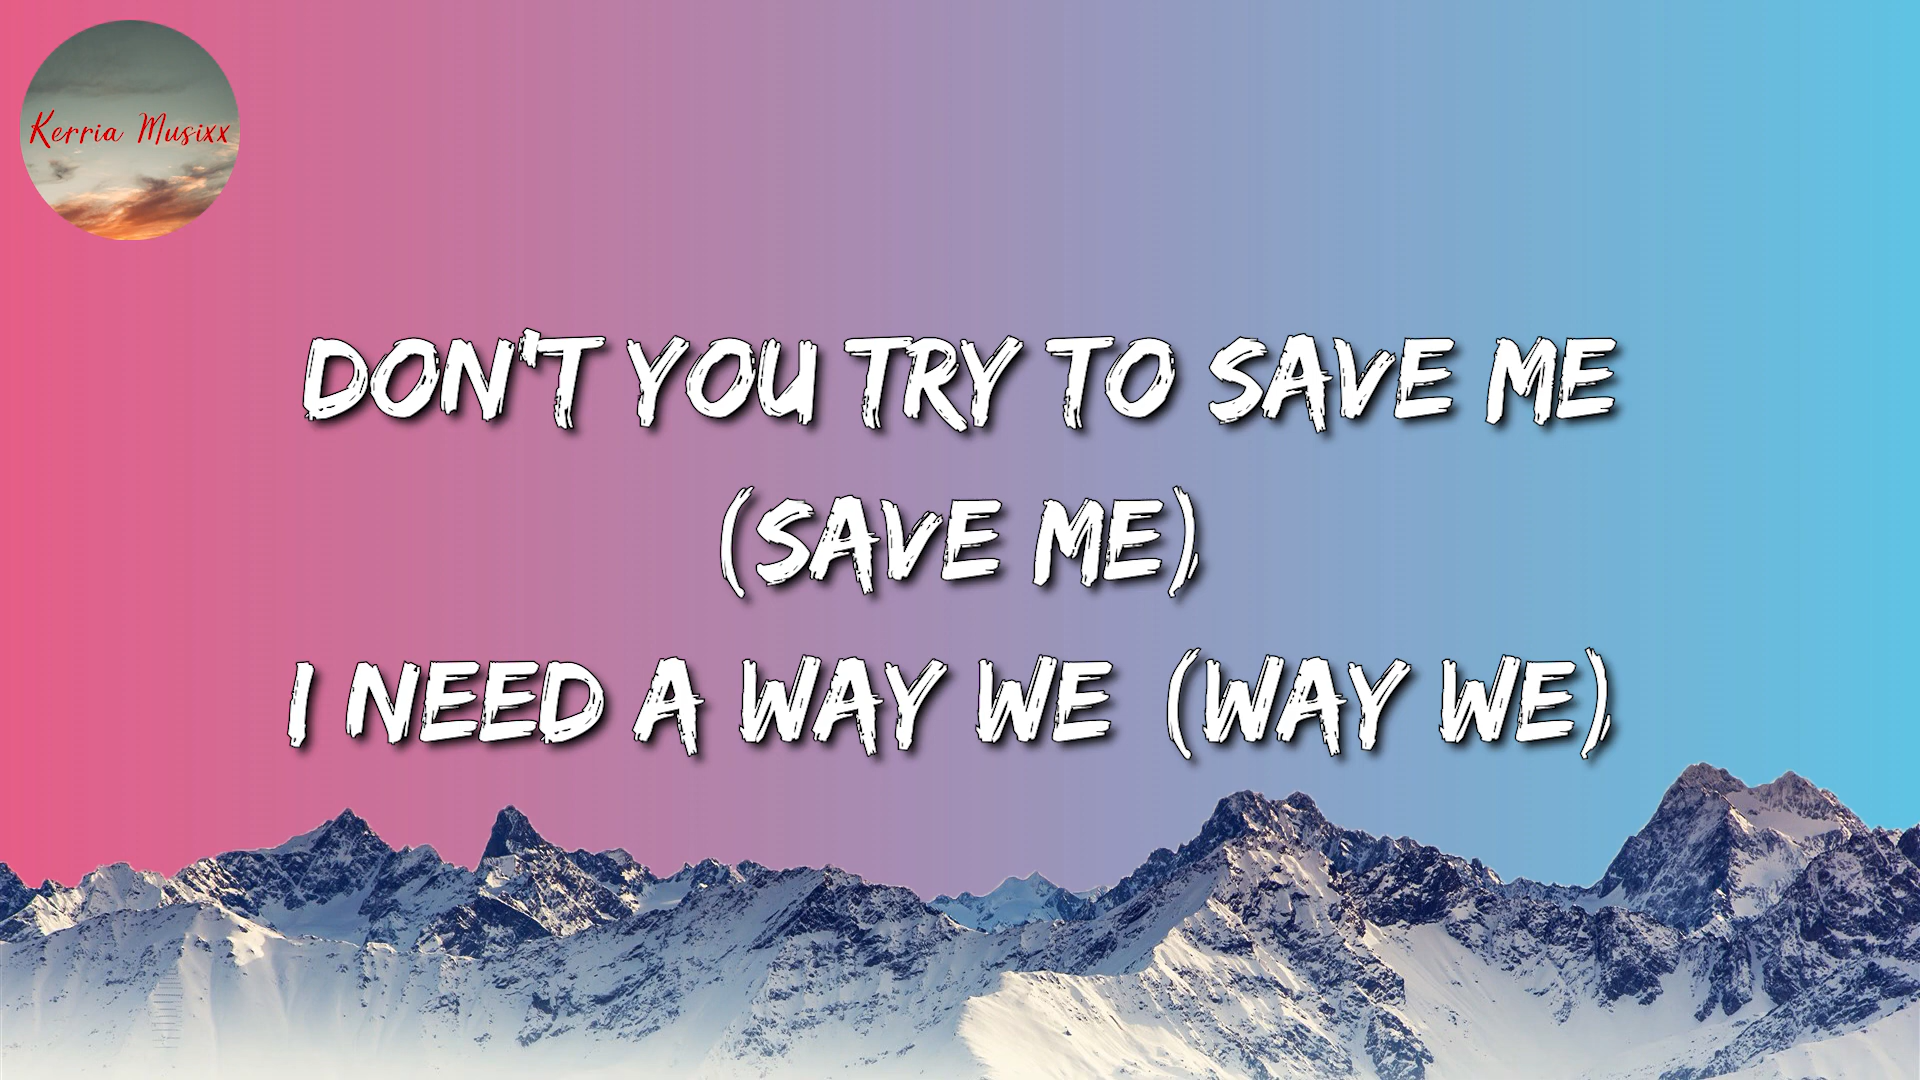 Kerria Musixx
DON'T YOU TRY TO SAVE ME
(SAVE ME)
I NEED A WAY WE (WAY WE)